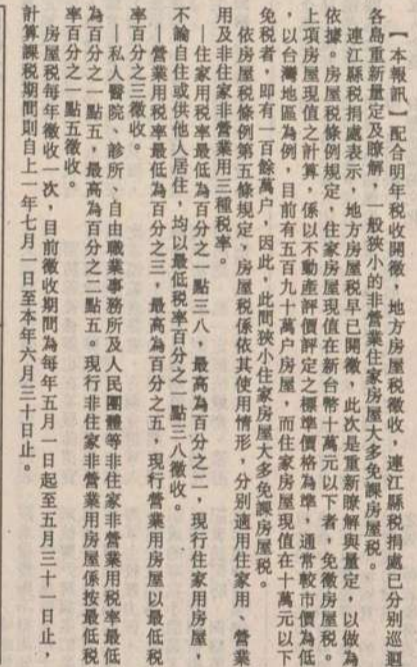 【本報訊】配合明年稅收開徵，地方房屋稅徵收，連江縣稅捐處已分別巡迴
各島重新量定及瞭解，一般狹小的非營業住家房屋大多免課房屋稅。
連江縣稅捐處表示，地方房屋稅早已開徵，此次是重新瞭解與量定，以做為
依據。房屋稅條例規定，住家房屋現值在新台幣十萬元以下者，免徵房屋稅。
上項房屋現值之計算，係以不動產評價評定之標準價格為準，通常較市價為低
，以台灣地區為例，目前有五百九十萬戶房屋，而住家房屋現值在十萬元以下
免稅者，即有一百餘萬戶，因此，此間狹小住家房屋大多免課房屋稅。
依房屋稅條例第五條規定，房屋稅係依其使用情形，分別適用住家用、營業
用及非住家非營業用三種稅率。
—住家用稅率最低為百分之一點三八，最高為百分之二，現行住家用房屋，
不論自住或供他人居住，均以最低稅率百分之一點三八徵收。
—營業用稅率最低為百分之三，最高為百分之五，現行營業用房屋以最低稅
率百分之三徵收。
—私人醫院、診所、自由職業事務所及人民團體等非住家非營業用稅率最低
為百分之一點五，最高為百分之二點五。現行非住家非營業用房屋係按最低稅
率百分之一點五徵收。
房屋稅每年徵收一次，目前徵收期間為每年五月一日起至五月三十一日止，
計算課稅期間則自上一年七月一日至本年六月三十日止。